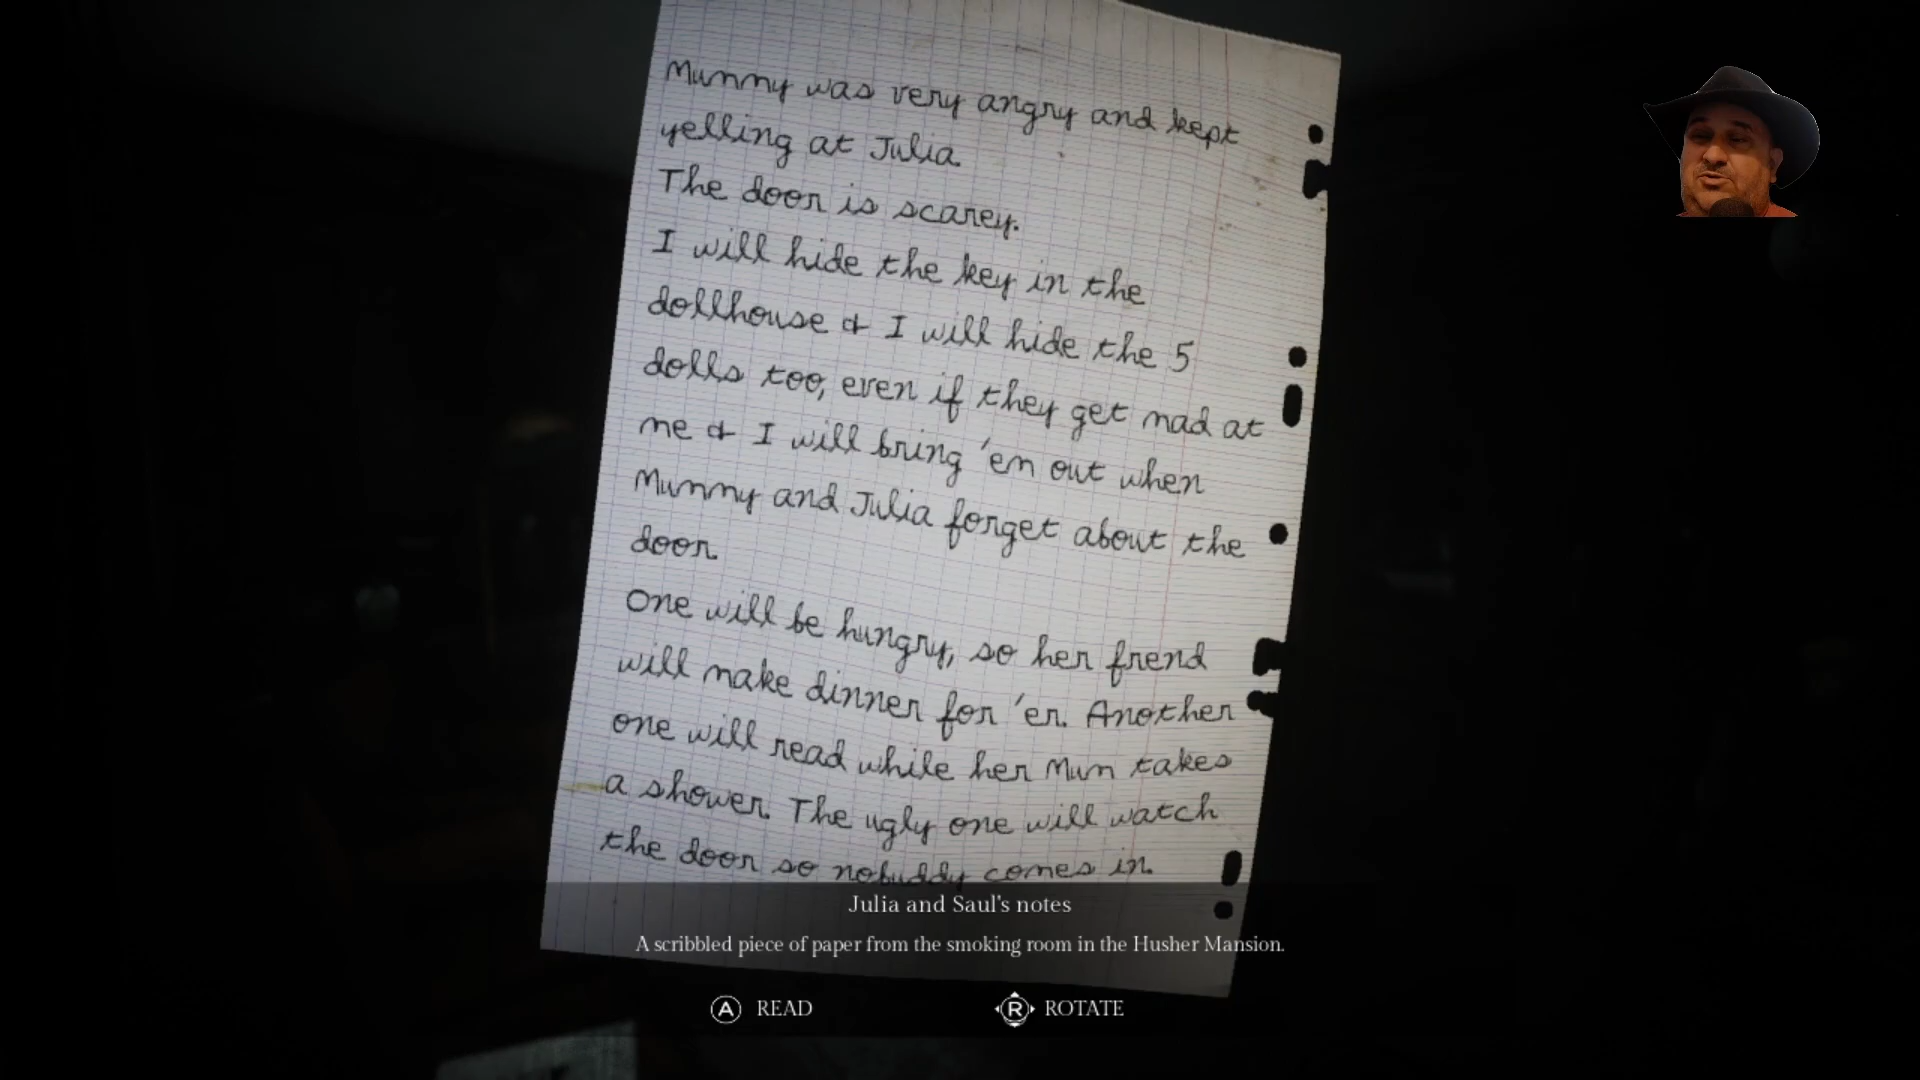 Mummy was very angry and kept
yelling at Julia.
The door is scarey.
I will hide the key in the
dollhouse & I will hide the 5
dolls too, even if they get mad at
me & I will bring 'em out when
Mummy and Julia forget about the
door.
One will be hungry, so her frend
will make dinner for 'er. Another
one will read while her Mum takes
a shower. The ugly one will watch
the door so nobuddy comes in.
Julia and Saul's notes
A scribbled piece of paper from the smoking room in the Husher Mansion.
A READ R ROTATE